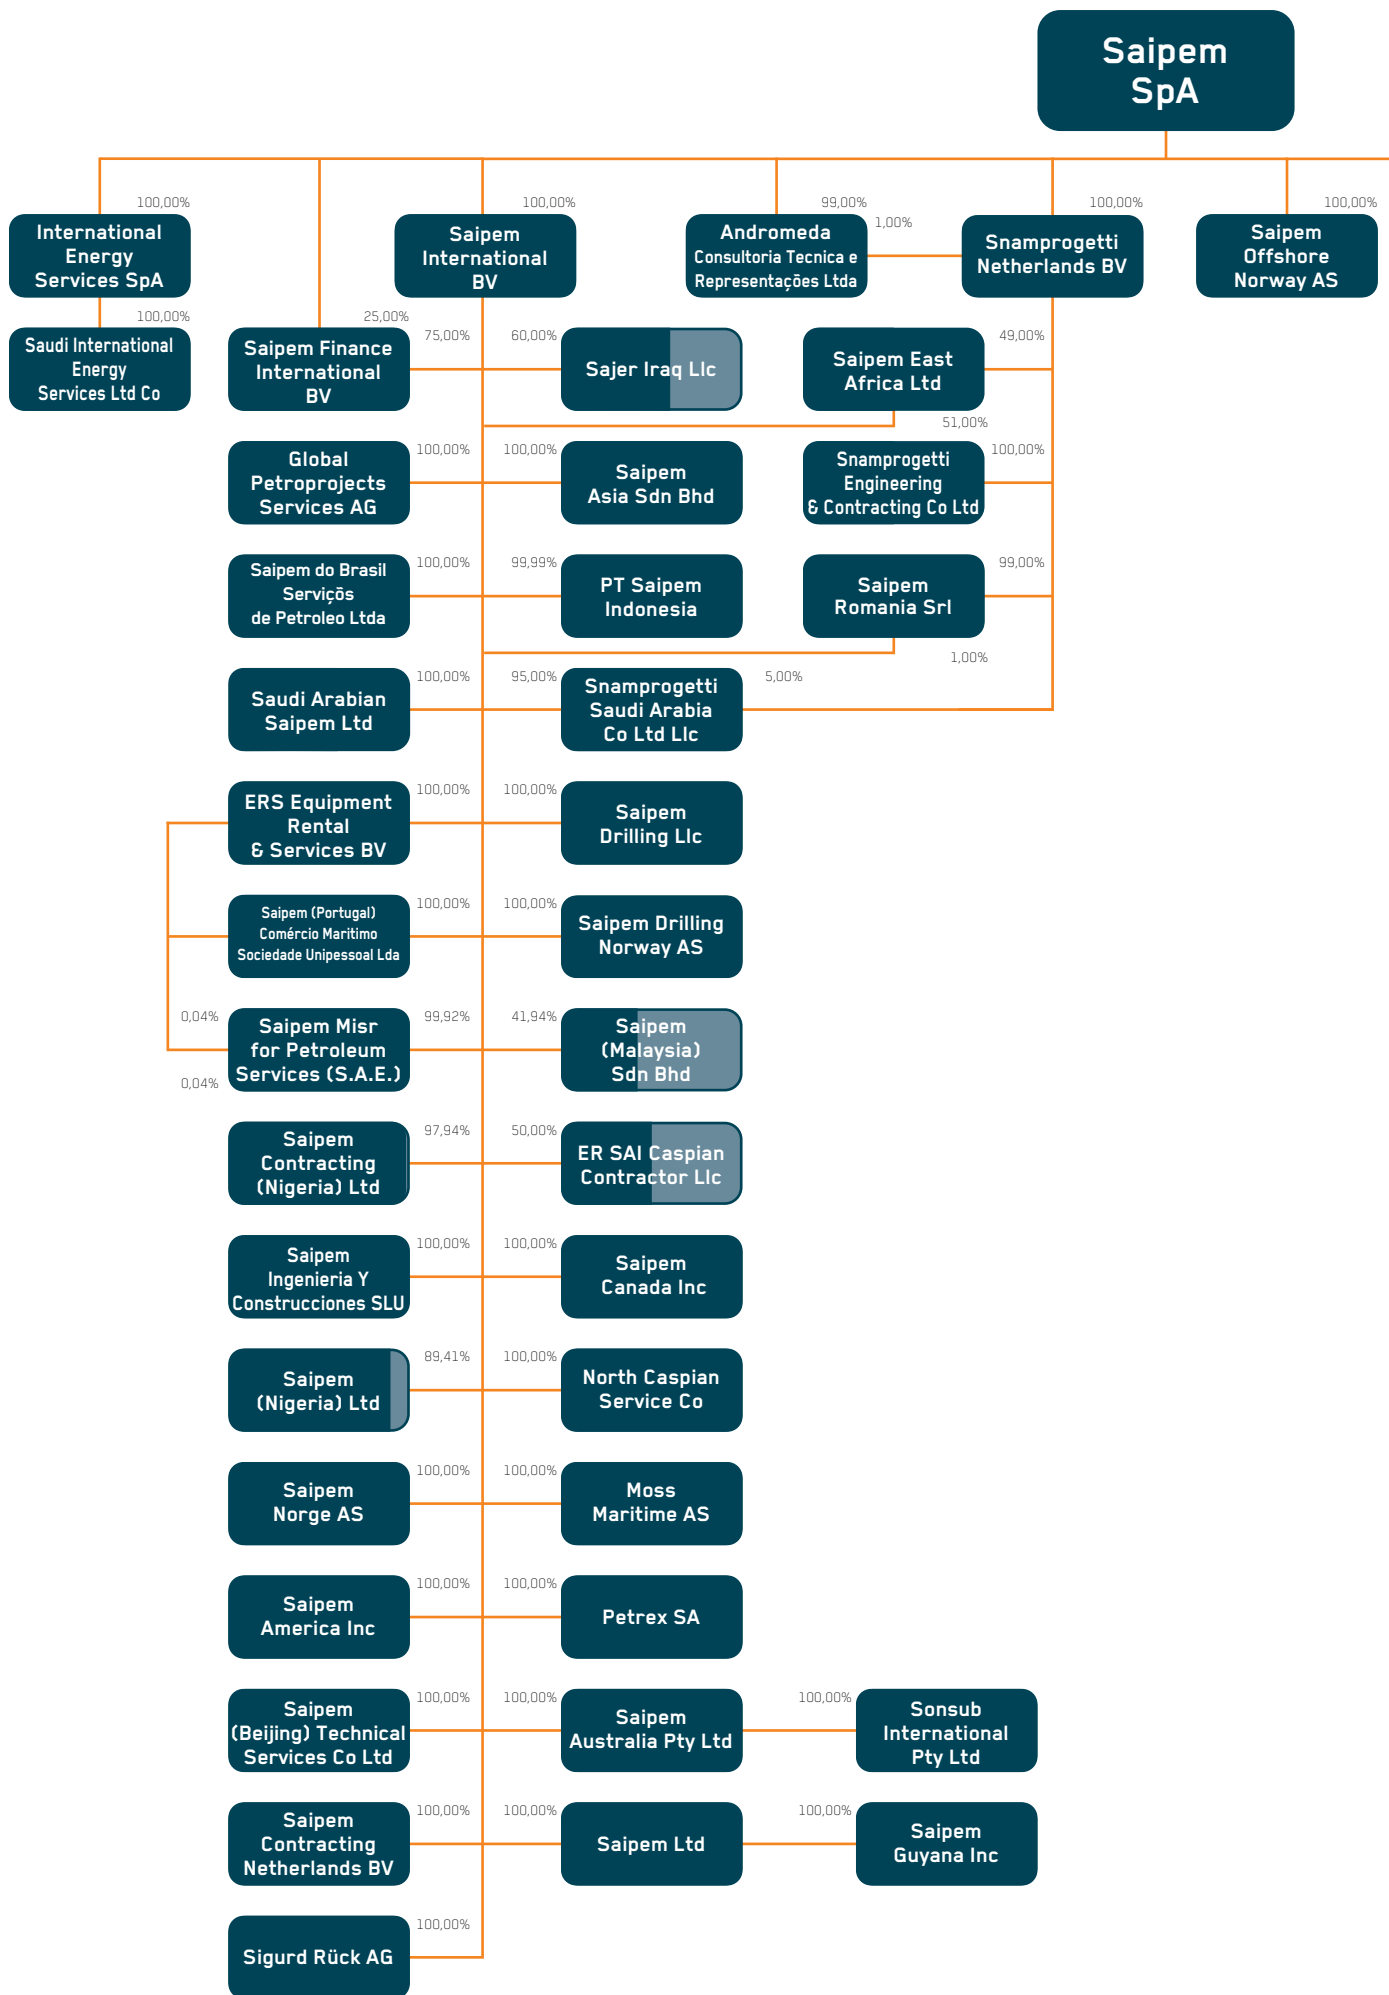 Saipem
SpA
100,00%
100,00%
99,00%
1,00%
100,00%
100,00%
International
Energy
Services SpA
Saipem
International
BV
Andromeda
Consultoria Tecnica e
Representações Ltda
Snamprogetti
Netherlands BV
Saipem
Offshore
Norway AS
100,00%
25,00%
75,00%
60,00%
49,00%
Saudi International
Energy
Services Ltd Co
Saipem Finance
International
BV
Sajer Iraq Llc
Saipem East
Africa Ltd
51,00%
100,00%
100,00%
100,00%
Global
Petroprojects
Services AG
Saipem
Asia Sdn Bhd
Snamprogetti
Engineering
& Contracting Co Ltd
100,00%
99,99%
99,00%
Saipem do Brasil
Serviçõs
de Petroleo Ltda
PT Saipem
Indonesia
Saipem
Romania Srl
1,00%
100,00%
95,00%
5,00%
Saudi Arabian
Saipem Ltd
Snamprogetti
Saudi Arabia
Co Ltd Llc
100,00%
100,00%
ERS Equipment
Rental
& Services BV
Saipem
Drilling Llc
100,00%
100,00%
Saipem (Portugal)
Comércio Maritimo
Sociedade Unipessoal Lda
Saipem Drilling
Norway AS
0,04%
99,92%
41,94%
Saipem Misr
for Petroleum
Services (S.A.E.)
Saipem
(Malaysia)
Sdn Bhd
0,04%
97,94%
50,00%
Saipem
Contracting
(Nigeria) Ltd
ER SAI Caspian
Contractor Llc
100,00%
100,00%
Saipem
Ingenieria Y
Construcciones SLU
Saipem
Canada Inc
89,41%
100,00%
Saipem
(Nigeria) Ltd
North Caspian
Service Co
100,00%
100,00%
Saipem
Norge AS
Moss
Maritime AS
100,00%
100,00%
Saipem
America Inc
Petrex SA
100,00%
100,00%
100,00%
Saipem
(Beijing) Technical
Services Co Ltd
Saipem
Australia Pty Ltd
Sonsub
International
Pty Ltd
100,00%
100,00%
100,00%
Saipem
Contracting
Netherlands BV
Saipem Ltd
Saipem
Guyana Inc
100,00%
Sigurd Rück AG